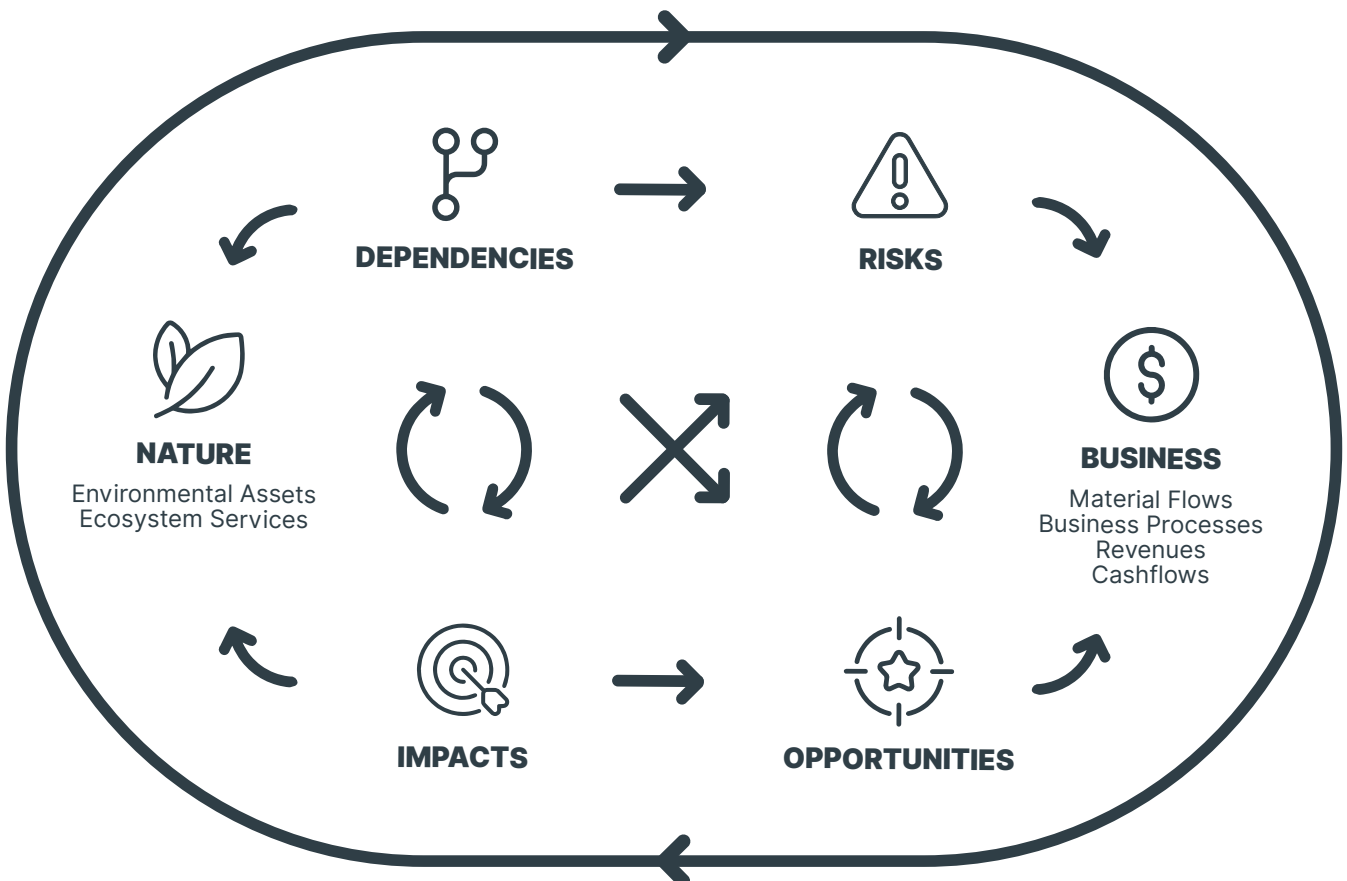 DEPENDENCIES
RISKS
NATURE
Environmental Assets
Ecosystem Services
BUSINESS
Material Flows
Business Processes
Revenues
Cashflows
IMPACTS
OPPORTUNITIES